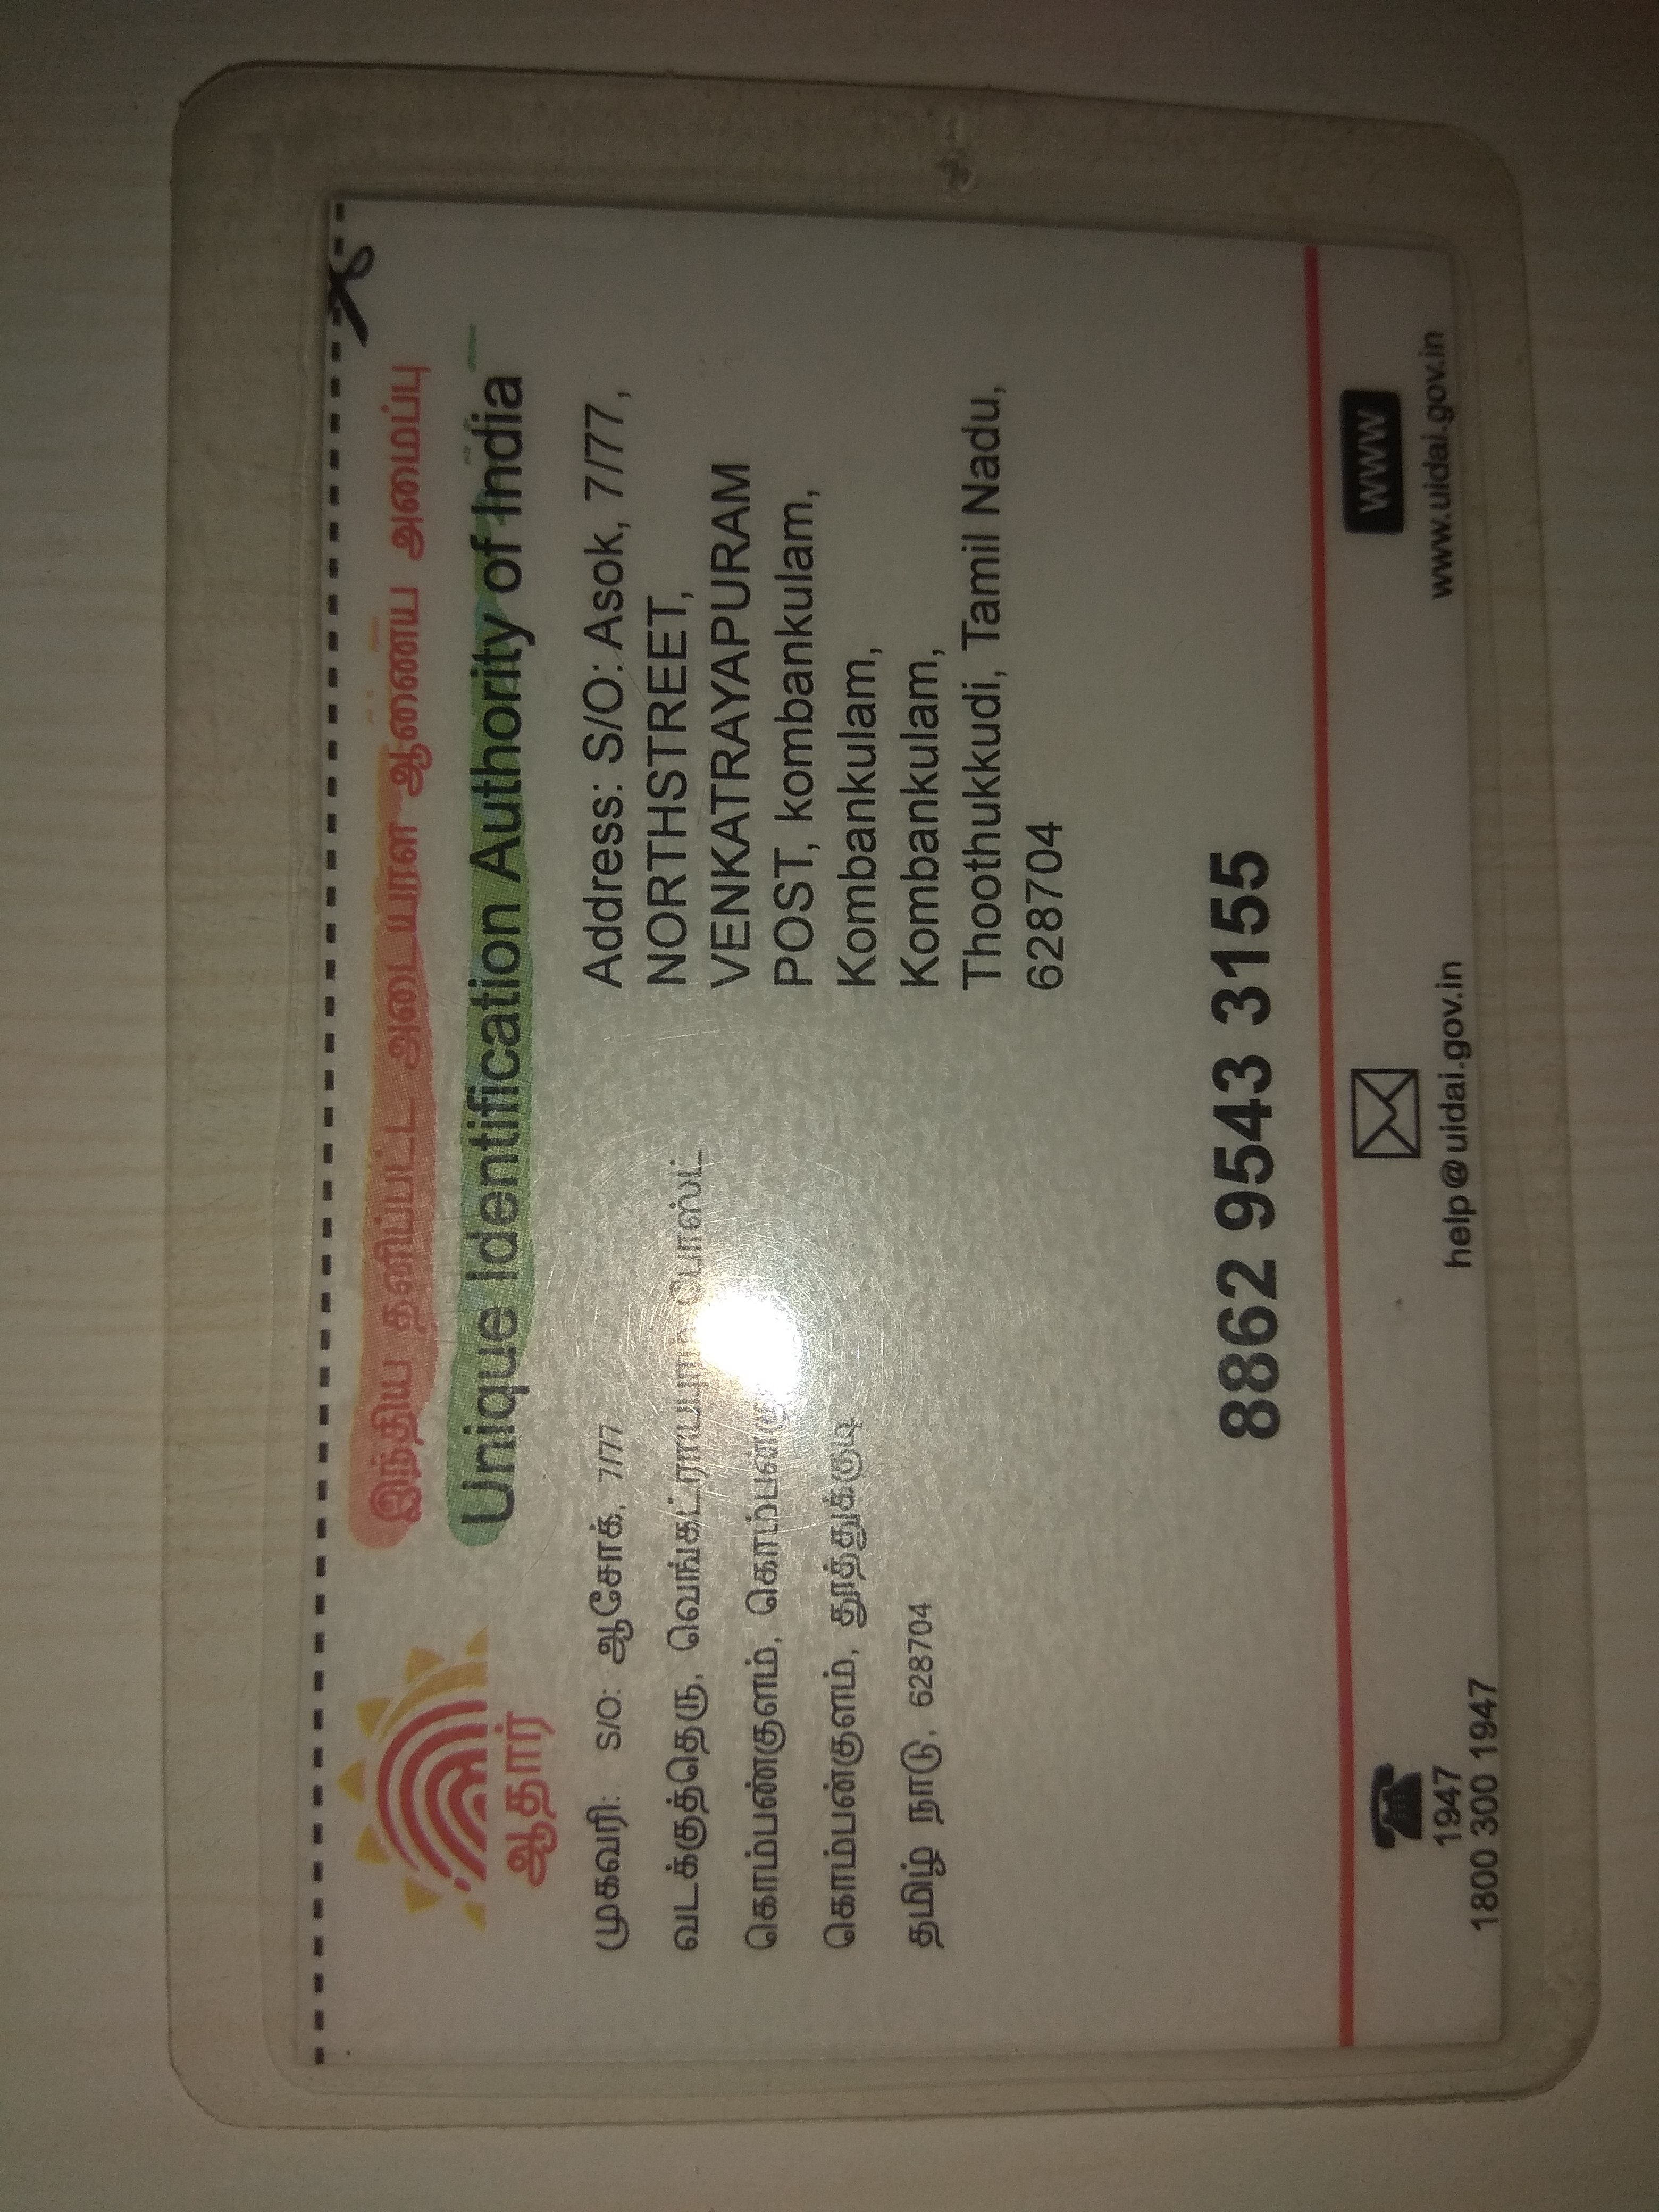 இந்திய தனிப்பட்ட அடையாள ஆணைய அமைப்பு
Unique Identification Authority of India
ஆதார்
முகவரி: S/O: ஆசோக், 7/77
வடக்குத்தெரு, வெங்கட்ராயபுரம் போஸ்ட்
கொம்பண்குளம்,
கொம்பன்குளம், தூத்துக்குடி
தமிழ் நாடு, 628704
Address: S/O: Asok, 7/77,
NORTHSTREET,
VENKATRAYAPURAM
POST, kombankulam,
Kombankulam,
Kombankulam,
Thoothukkudi, Tamil Nadu,
628704
8862 9543 3155
1947
1800 300 1947
help@uidai.gov.in
WWW
www.uidai.gov.in